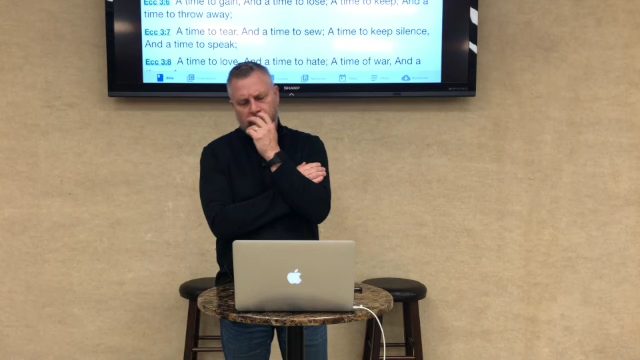 Ecc 3:6 A time to gain, And a time to lose; A time to keep, And a
time to throw away;
Ecc 3:7 A time to tear, And a time to sew; A time to keep silence,
And a time to speak;
Ecc 3:8 A time to love, And a time to hate; A time of war, And a
SHARP